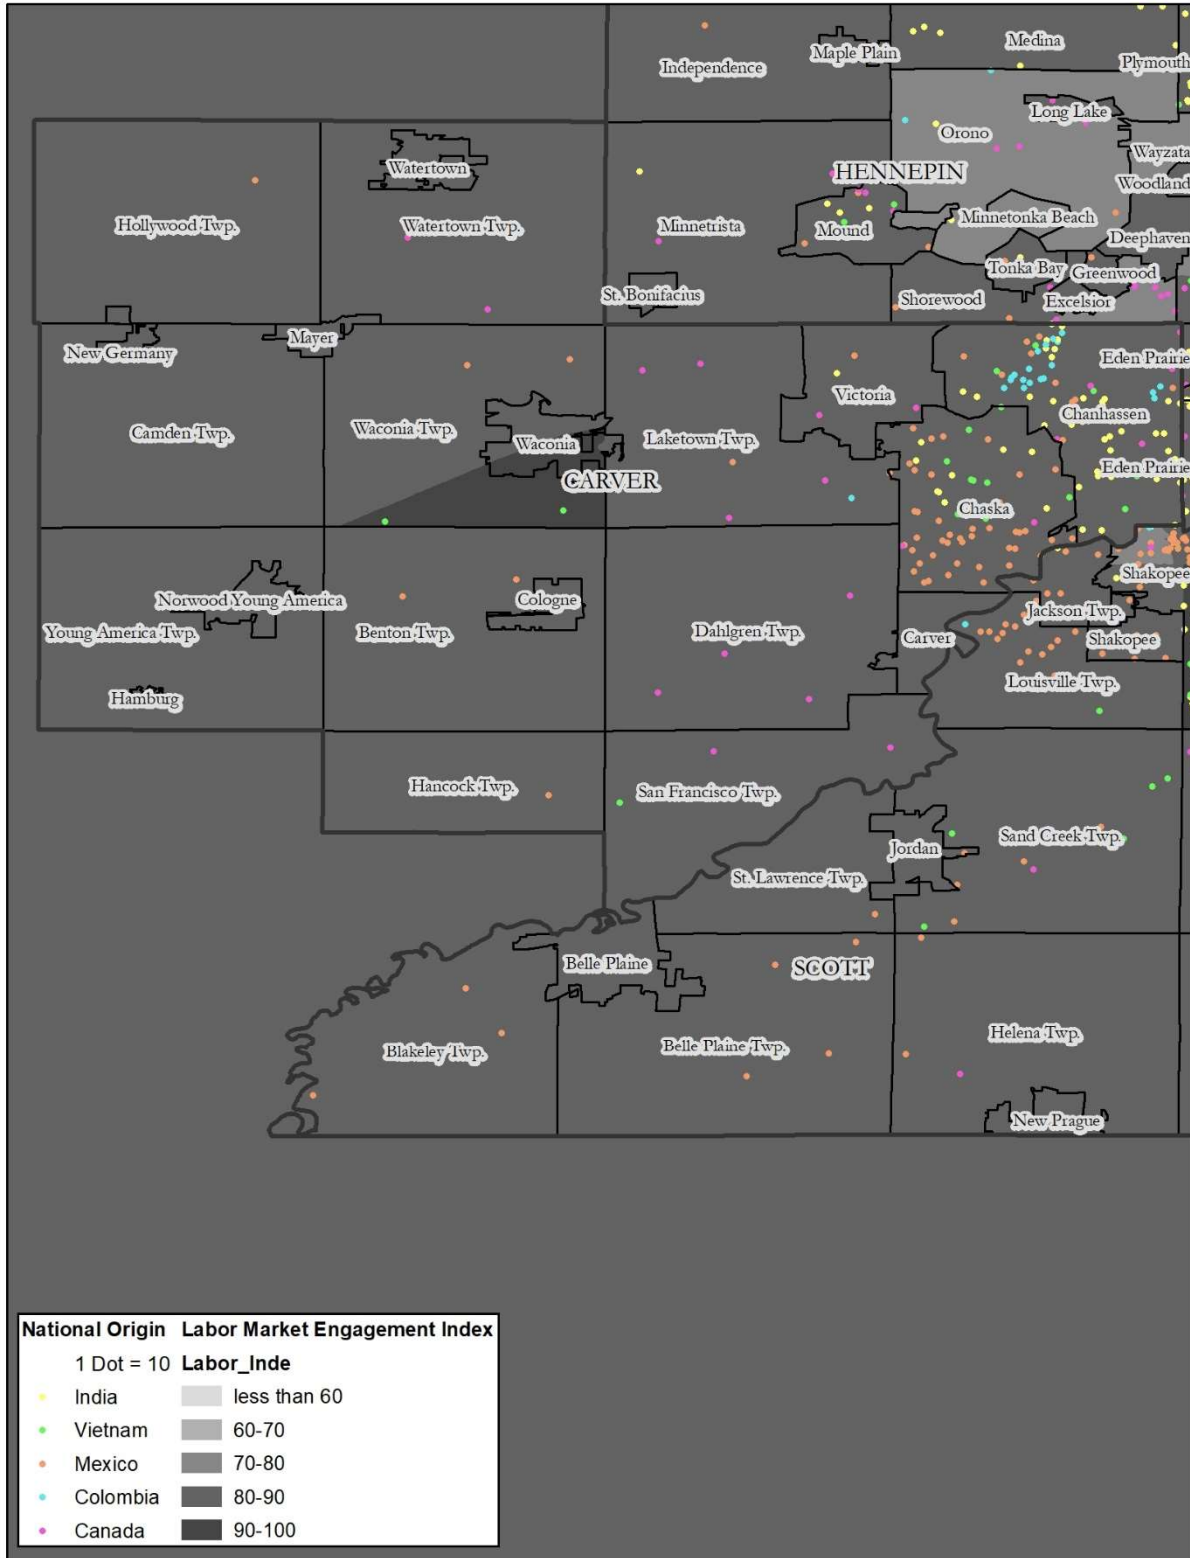 Independence
Maple Plain
Medina
Plymouth
Long Lake
Orono
Wayzata
Woodland
Watertown
HENNEPIN
Hollywood Twp.
Watertown Twp.
Minnetrista
Mound
Minnetonka Beach
Deephaven
Tonka Bay
Greenwood
St. Bonifacius
Shorewood
Excelsior
New Germany
Mayer
Eden Prairie
Victoria
Chanhassen
Camden Twp.
Waconia Twp.
Waconia
Laketown Twp.
Eden Prairie
CARVER
Chaska
Shakopee
Norwood Young America
Cologne
Jackson Twp.
Young America Twp.
Benton Twp.
Dahlgren Twp.
Carver
Shakopee
Hamburg
Louisville Twp.
Hancock Twp.
San Francisco Twp.
Jordan
Sand Creek Twp.
St. Lawrence Twp.
Belle Plaine
SCOTT
Blakeley Twp.
Belle Plaine Twp.
Helena Twp.
New Prague
National Origin Labor Market Engagement Index
1 Dot = 10 Labor_Inde
India less than 60
Vietnam 60-70
Mexico 70-80
Colombia 80-90
Canada 90-100